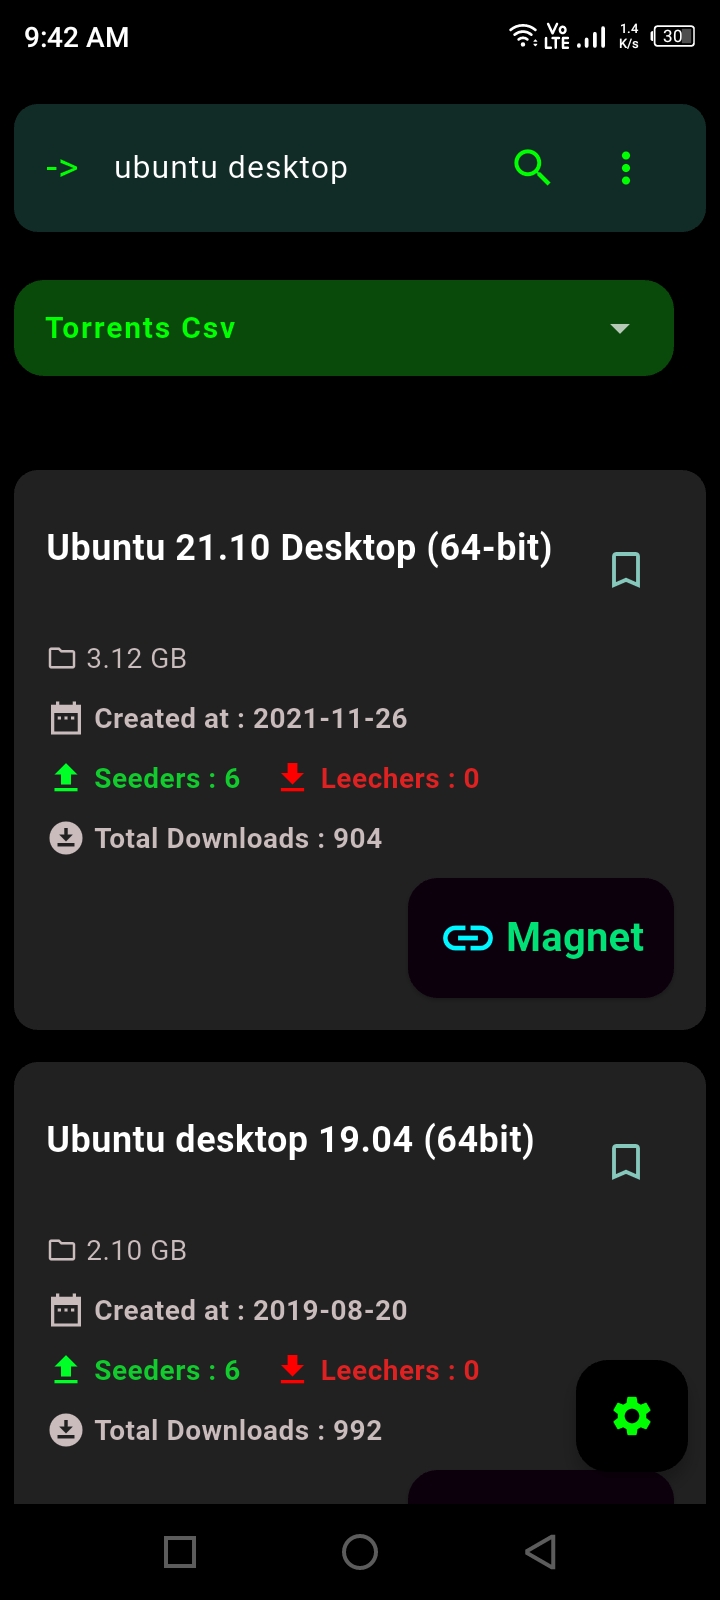 9:42 AM
Vo LTE
1.4 K/s
30
-> ubuntu desktop
Torrents Csv
Ubuntu 21.10 Desktop (64-bit)
3.12 GB
Created at : 2021-11-26
Seeders : 6 Leechers : 0
Total Downloads : 904
Magnet
Ubuntu desktop 19.04 (64bit)
2.10 GB
Created at : 2019-08-20
Seeders : 6 Leechers : 0
Total Downloads : 992